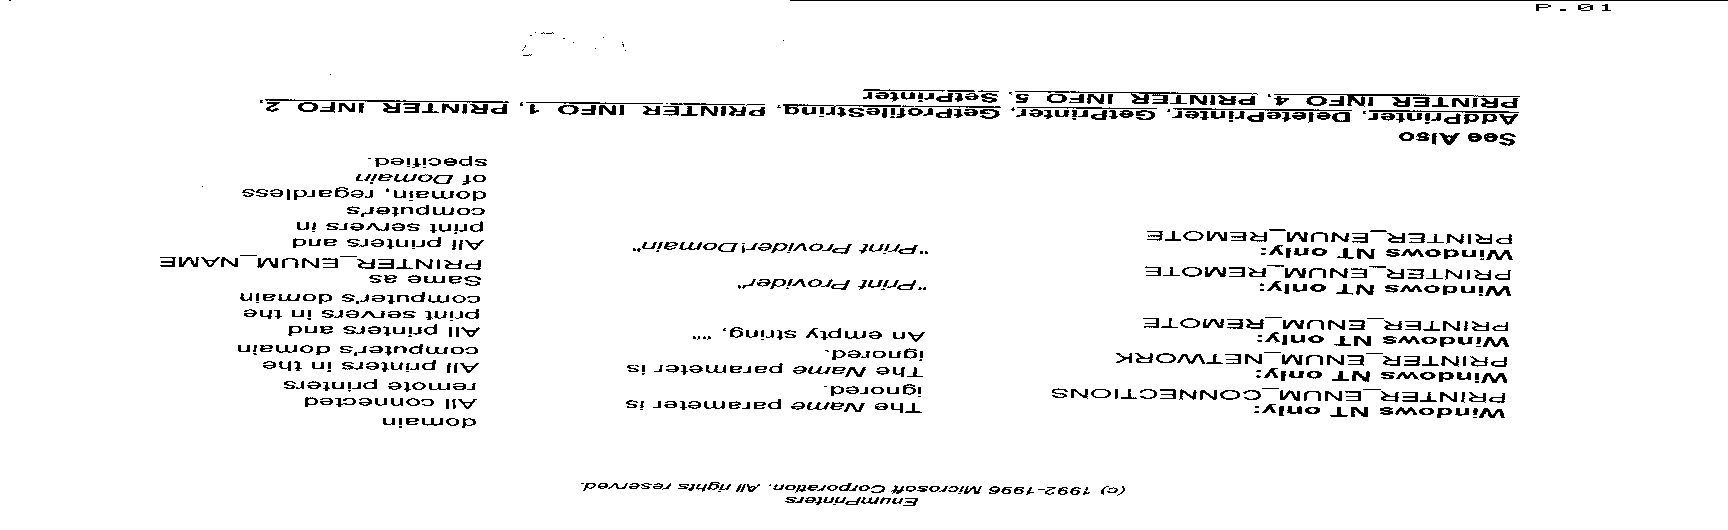 EnumPrinters
(c) 1992-1996 Microsoft Corporation. All rights reserved.
domain
Windows NT only:
PRINTER_ENUM_CONNECTIONS
The Name parameter is
ignored.
All connected
remote printers
Windows NT only:
PRINTER_ENUM_NETWORK
The Name parameter is
ignored.
All printers in the
computer's domain
Windows NT only:
PRINTER_ENUM_REMOTE
An empty string, ""
All printers and
print servers in the
computer's domain
Windows NT only:
PRINTER_ENUM_REMOTE
"Print Provider"
Same as
PRINTER_ENUM_NAME
Windows NT only:
PRINTER_ENUM_REMOTE
"Print Provider!Domain"
All printers and
print servers in
computer's
domain, regardless
of Domain
specified.
See Also
AddPrinter, DeletePrinter, GetPrinter, GetProfileString, PRINTER_INFO_1, PRINTER_INFO_2,
PRINTER_INFO_4, PRINTER_INFO_5, SetPrinter
P.01